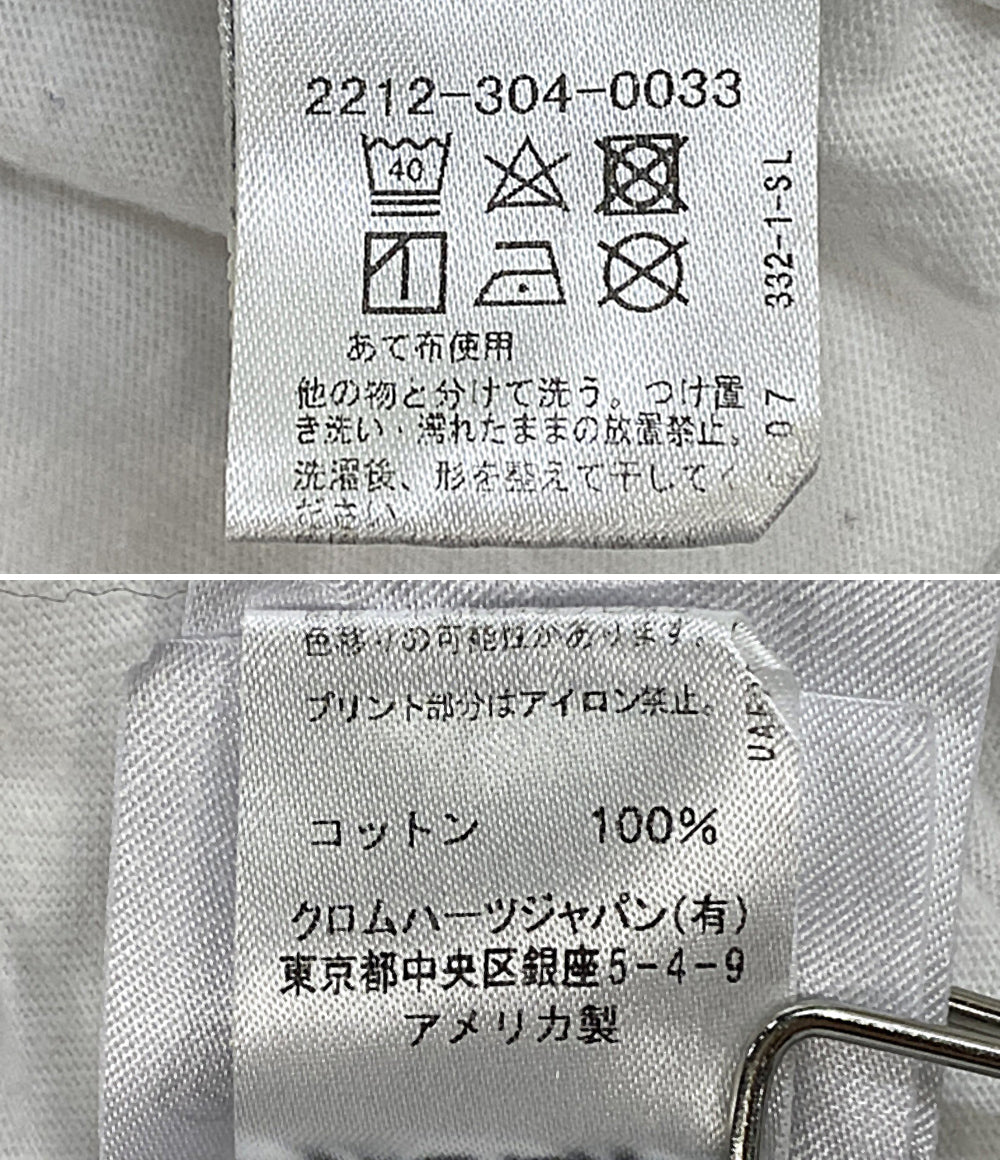 2212-304-0033
40
332-1-SL
あて布使用
他の物と分けて洗う。つけ置
き洗い・濡れたままの放置禁止。
07
洗濯後、形を整えて干してく
ださい
色移りの可能性があります。
プリント部分はアイロン禁止。
コットン 100%
クロムハーツジャパン(有)
東京都中央区銀座5-4-9
アメリカ製